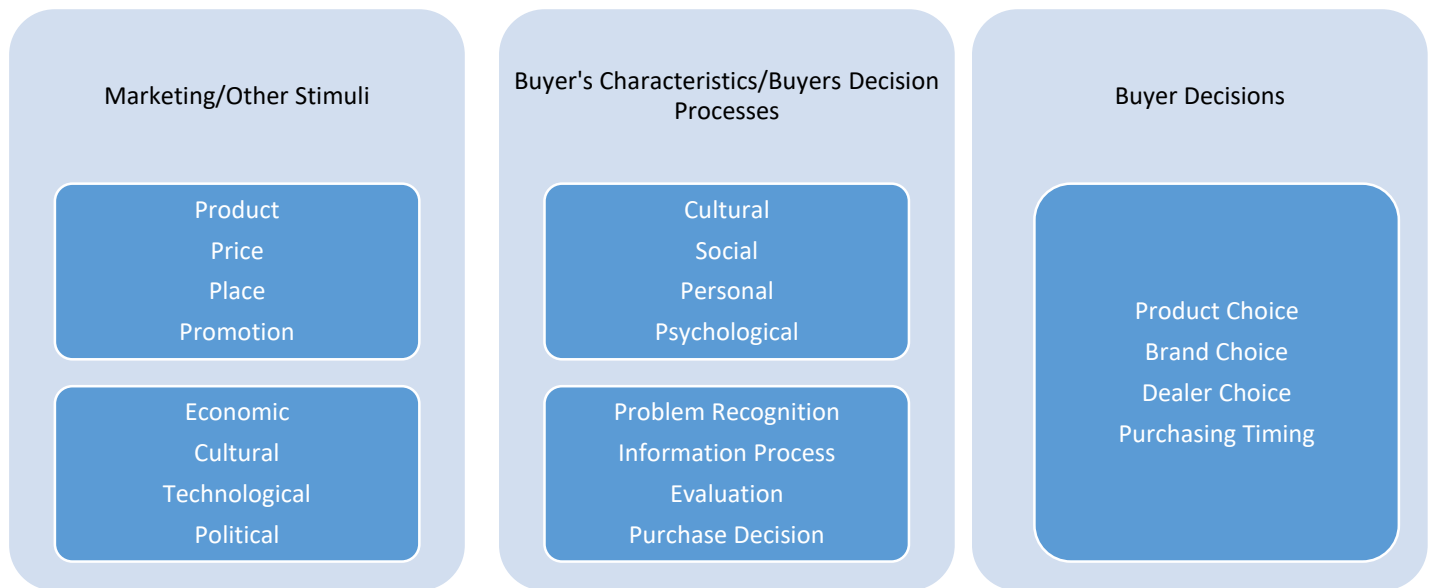 Marketing/Other Stimuli
Product
Price
Place
Promotion
Economic
Cultural
Technological
Political
Buyer's Characteristics/Buyers Decision
Processes
Cultural
Social
Personal
Psychological
Problem Recognition
Information Process
Evaluation
Purchase Decision
Buyer Decisions
Product Choice
Brand Choice
Dealer Choice
Purchasing Timing